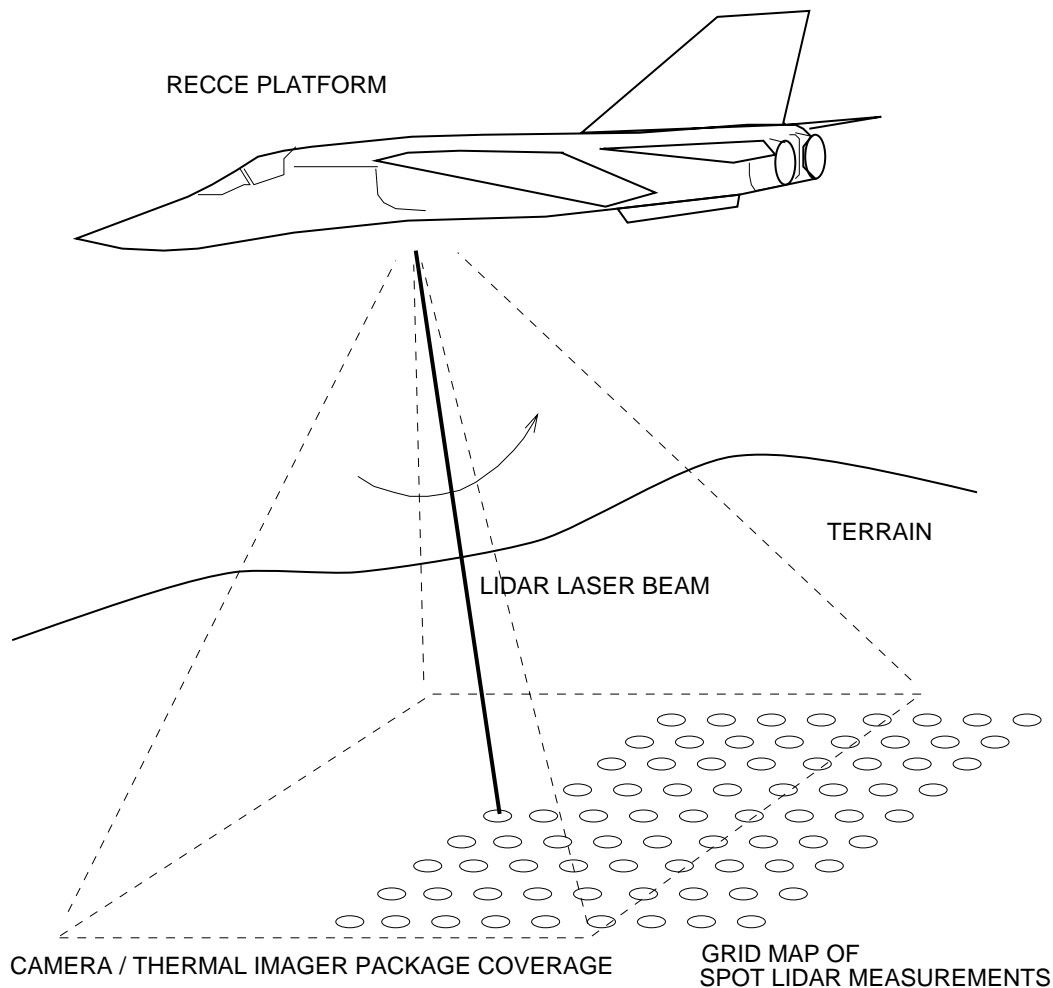 RECCE PLATFORM
TERRAIN
LIDAR LASER BEAM
CAMERA / THERMAL IMAGER PACKAGE COVERAGE
GRID MAP OF
SPOT LIDAR MEASUREMENTS